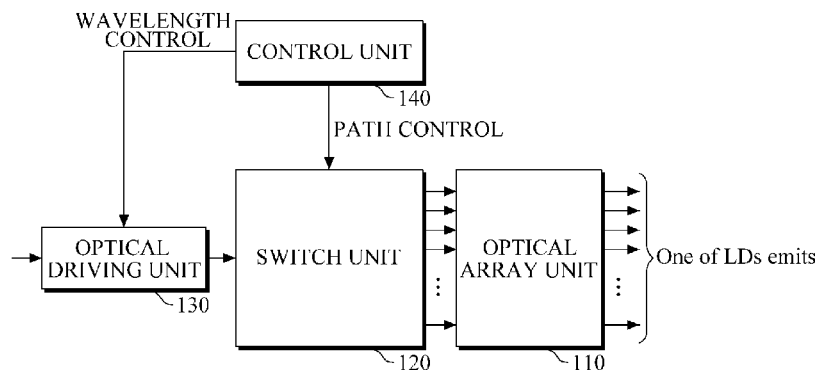 WAVELENGTH
CONTROL
CONTROL UNIT
140
PATH CONTROL
OPTICAL
DRIVING UNIT
130
SWITCH UNIT
120
OPTICAL
ARRAY UNIT
110
One of LDs emits